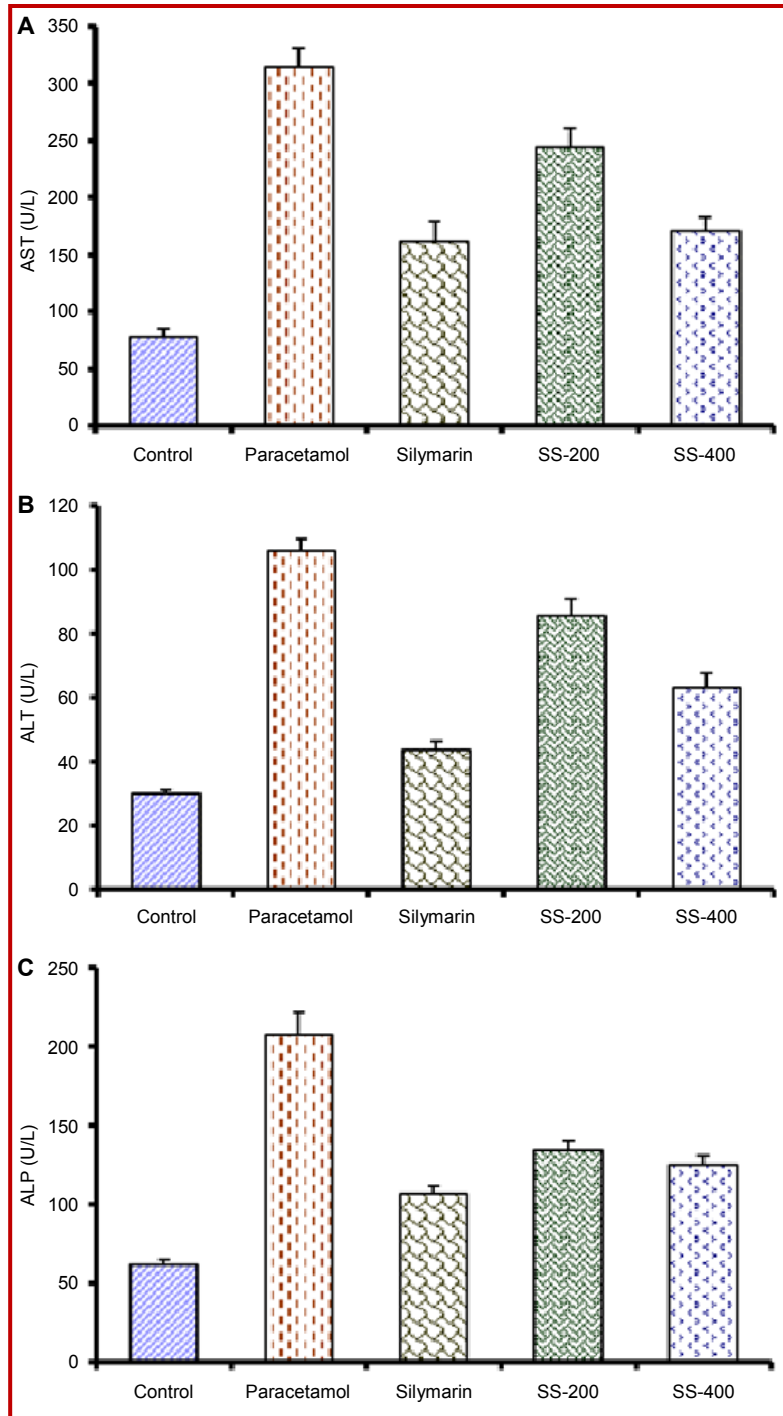 A
350
300
250
200
150
100
50
0
AST (U/L)
Control Paracetamol Silymarin SS-200 SS-400
B
120
100
80
60
40
20
0
ALT (U/L)
Control Paracetamol Silymarin SS-200 SS-400
C
250
200
150
100
50
0
ALP (U/L)
Control Paracetamol Silymarin SS-200 SS-400